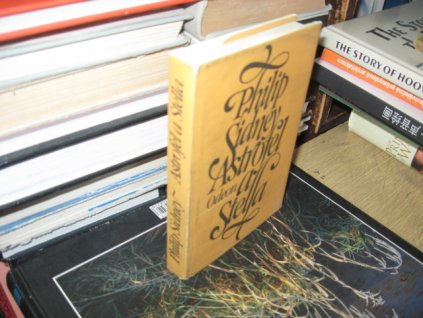 Philip
Sidney
Astrofel
a
Odeon
Stella
Philip Sidney – Astrofel a Stella
THE STORY OF HOO